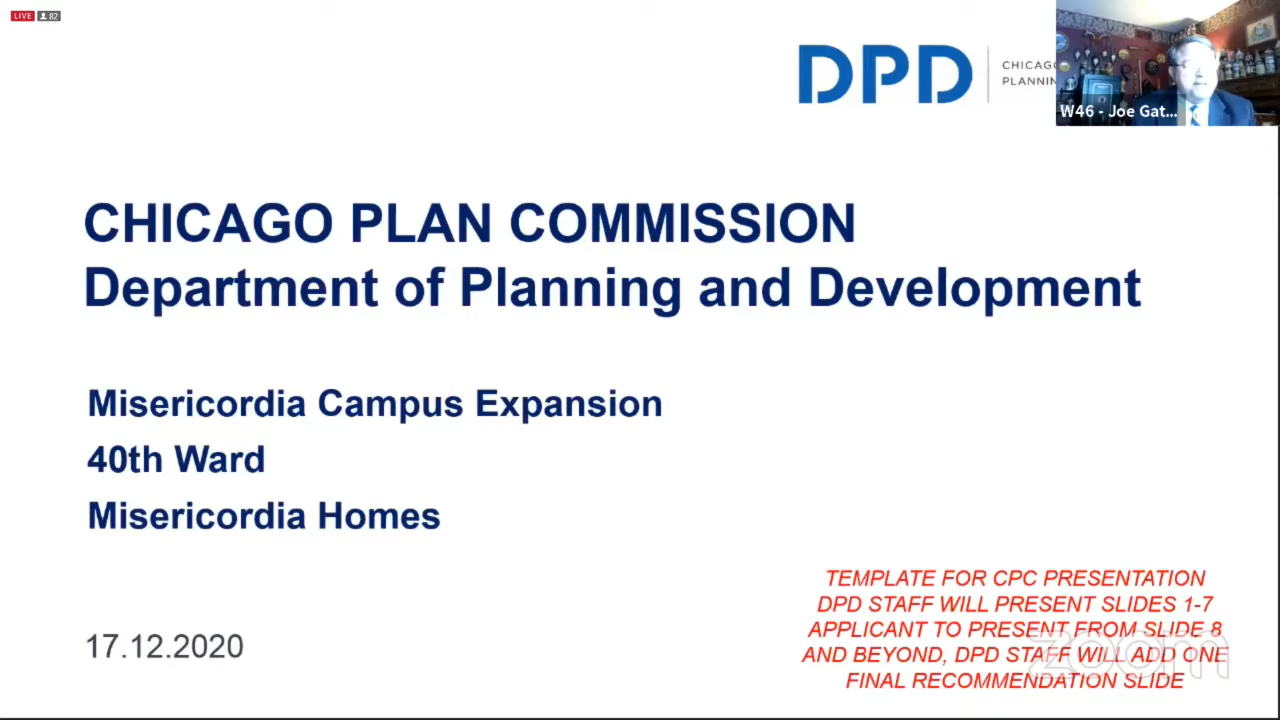 LIVE 82
DPD
CHICAGO
PLANNIN
W46 - Joe Gat...
CHICAGO PLAN COMMISSION
Department of Planning and Development
Misericordia Campus Expansion
40th Ward
Misericordia Homes
TEMPLATE FOR CPC PRESENTATION
DPD STAFF WILL PRESENT SLIDES 1-7
APPLICANT TO PRESENT FROM SLIDE 8
AND BEYOND, DPD STAFF WILL ADD ONE
FINAL RECOMMENDATION SLIDE
17.12.2020
zoom